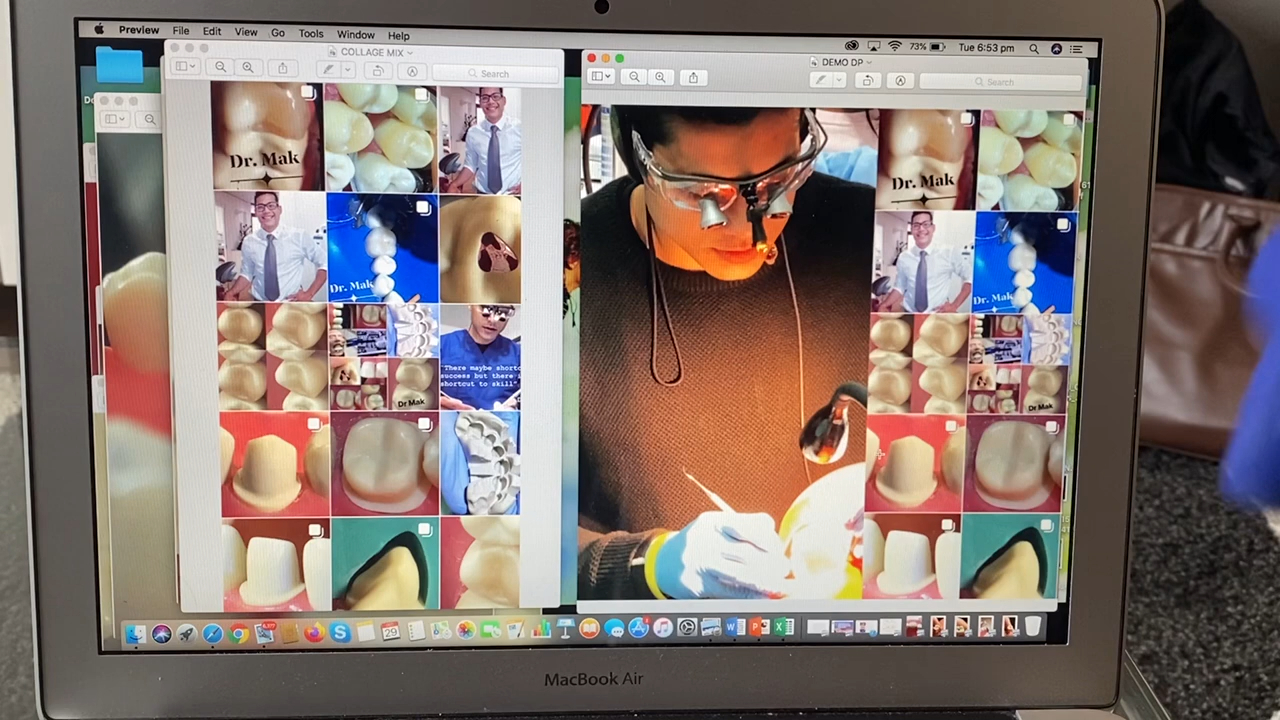 Preview File Edit View Go Tools Window Help
73% Tue 6:53 pm
COLLAGE MIX
Search
DEMO DP
Search
Dr. Mak
Dr. Mak
Dr. Mak
Dr. Mak
"There maybe shortc
success but there i
shortcut to skill"
Dr Mak
Dr Mak
29
MacBook Air